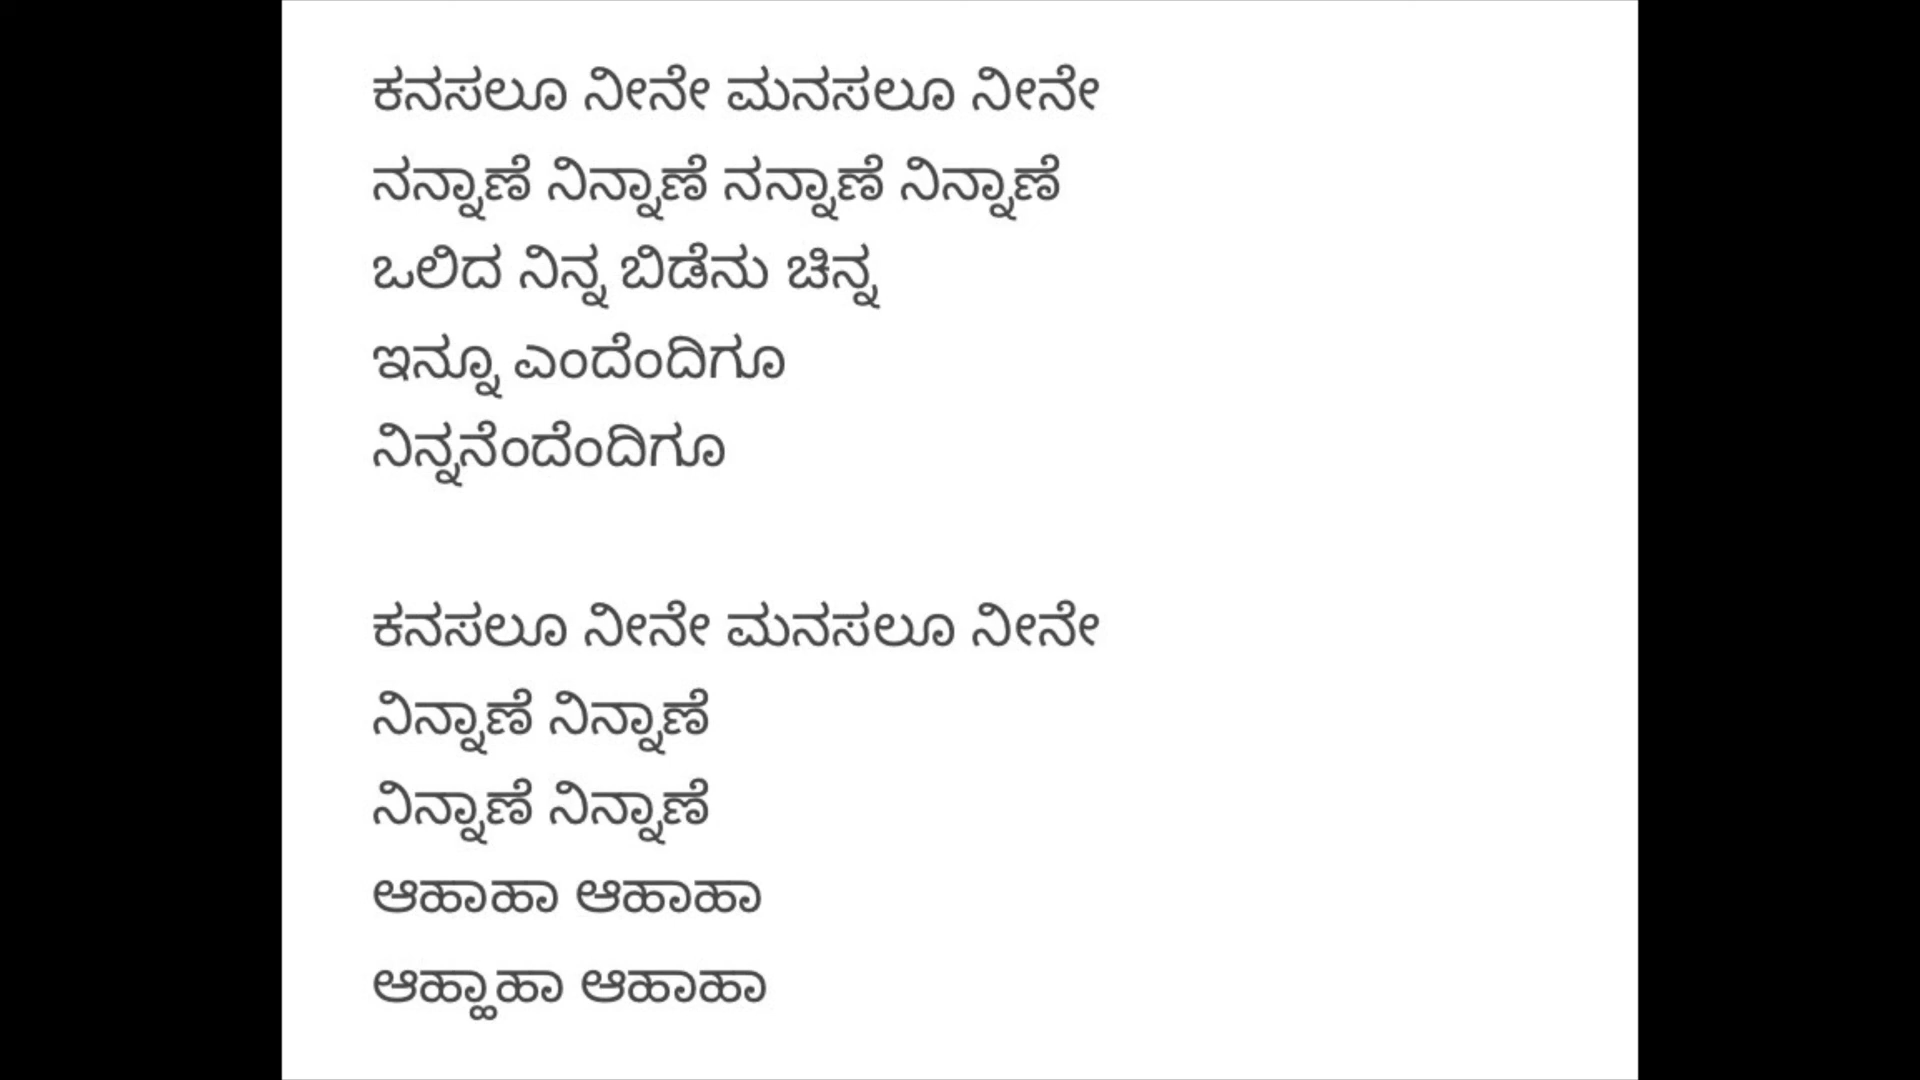 ಕನಸಲೂ ನೀನೇ ಮನಸಲೂ ನೀನೇ
ನನ್ನಾಣೆ ನಿನ್ನಾಣೆ ನನ್ನಾಣೆ ನಿನ್ನಾಣೆ
ಒಲಿದ ನಿನ್ನ ಬಿಡೆನು ಚಿನ್ನ
ಇನ್ನೂ ಎಂದೆಂದಿಗೂ
ನಿನ್ನನೆಂದೆಂದಿಗೂ
ಕನಸಲೂ ನೀನೇ ಮನಸಲೂ ನೀನೇ
ನಿನ್ನಾಣೆ ನಿನ್ನಾಣೆ
ನಿನ್ನಾಣೆ ನಿನ್ನಾಣೆ
ಆಹಾಹಾ ಆಹಾಹಾ
ಆಹ್ಹಾಹಾ ಆಹಾಹಾ